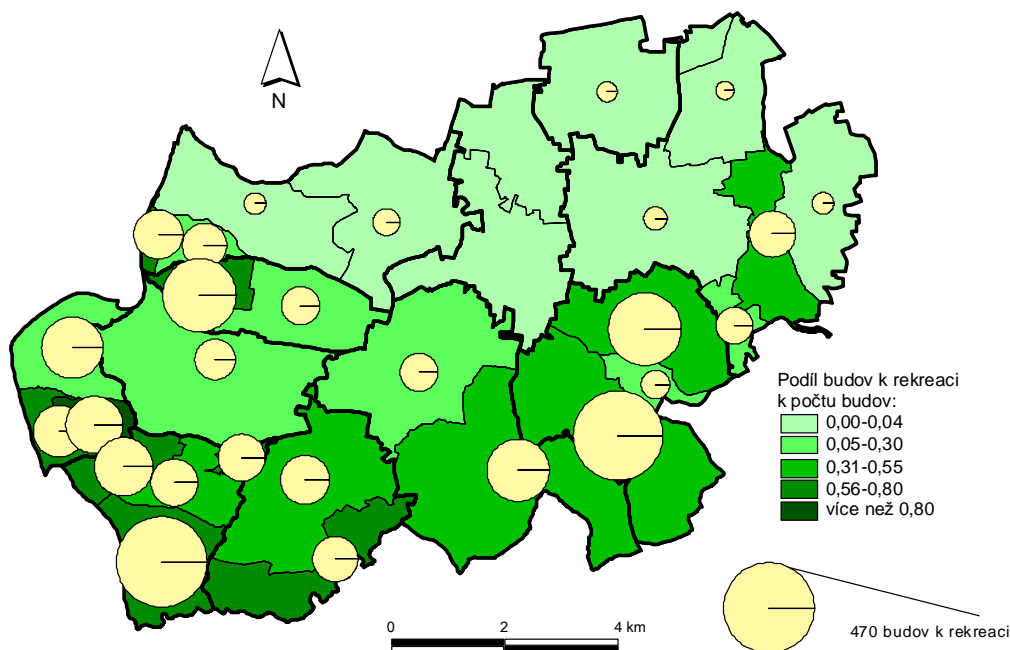 N
Podíl budov k rekreaci
k počtu budov:
0,00-0,04
0,05-0,30
0,31-0,55
0,56-0,80
více než 0,80
0 2 4 km
470 budov k rekreaci